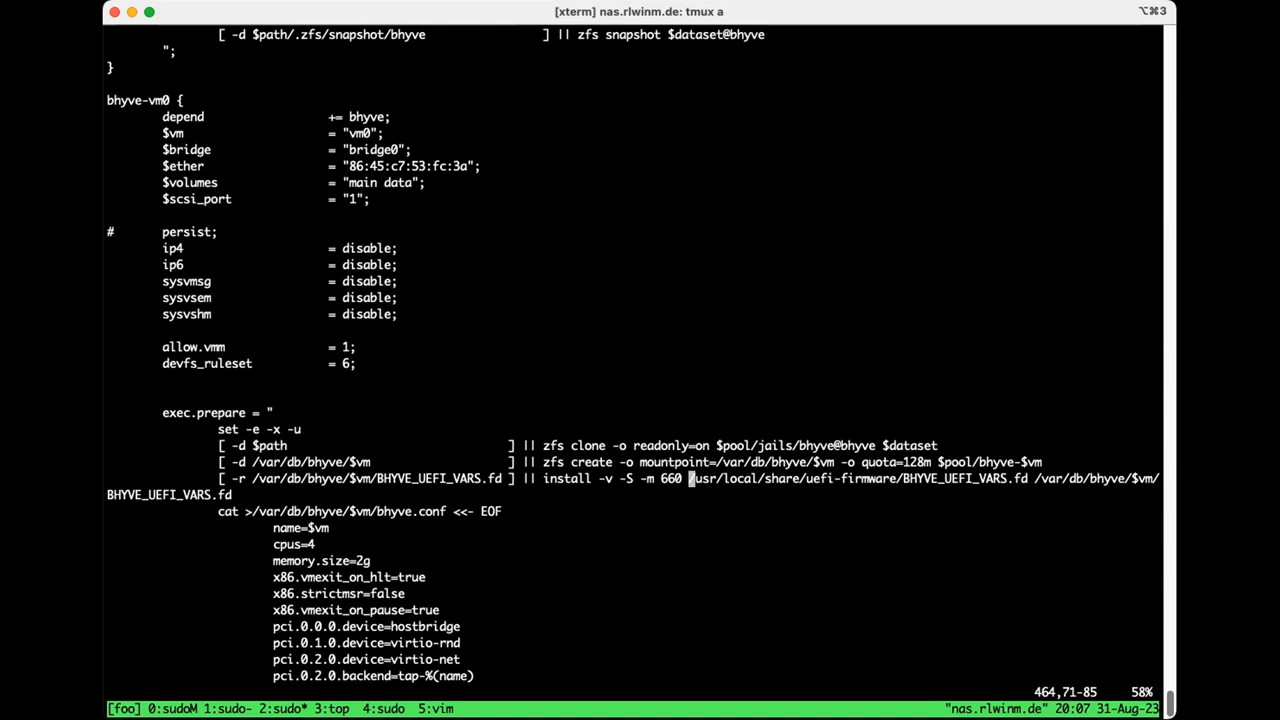 [xterm] nas.rlwinm.de: tmux a
⌥⌘3
[ -d $path/.zfs/snapshot/bhyve ] || zfs snapshot $dataset@bhyve
";
}
bhyve-vm0 {
depend += bhyve;
$vm = "vm0";
$bridge = "bridge0";
$ether = "86:45:c7:53:fc:3a";
$volumes = "main data";
$scsi_port = "1";
# persist;
ip4 = disable;
ip6 = disable;
sysvmsg = disable;
sysvsem = disable;
sysvshm = disable;
allow.vmm = 1;
devfs_ruleset = 6;
exec.prepare = "
set -e -x -u
[ -d $path ] || zfs clone -o readonly=on $pool/jails/bhyve@bhyve $dataset
[ -d /var/db/bhyve/$vm ] || zfs create -o mountpoint=/var/db/bhyve/$vm -o quota=128m $pool/bhyve-$vm
[ -r /var/db/bhyve/$vm/BHYVE_UEFI_VARS.fd ] || install -v -S -m 660 /usr/local/share/uefi-firmware/BHYVE_UEFI_VARS.fd /var/db/bhyve/$vm/
BHYVE_UEFI_VARS.fd
cat >/var/db/bhyve/$vm/bhyve.conf <<- EOF
name=$vm
cpus=4
memory.size=2g
x86.vmexit_on_hlt=true
x86.strictmsr=false
x86.vmexit_on_pause=true
pci.0.0.0.device=hostbridge
pci.0.1.0.device=virtio-rnd
pci.0.2.0.device=virtio-net
pci.0.2.0.backend=tap-%(name)
464,71-85 58%
[foo] 0:sudoM 1:sudo- 2:sudo* 3:top 4:sudo 5:vim "nas.rlwinm.de" 20:07 31-Aug-23